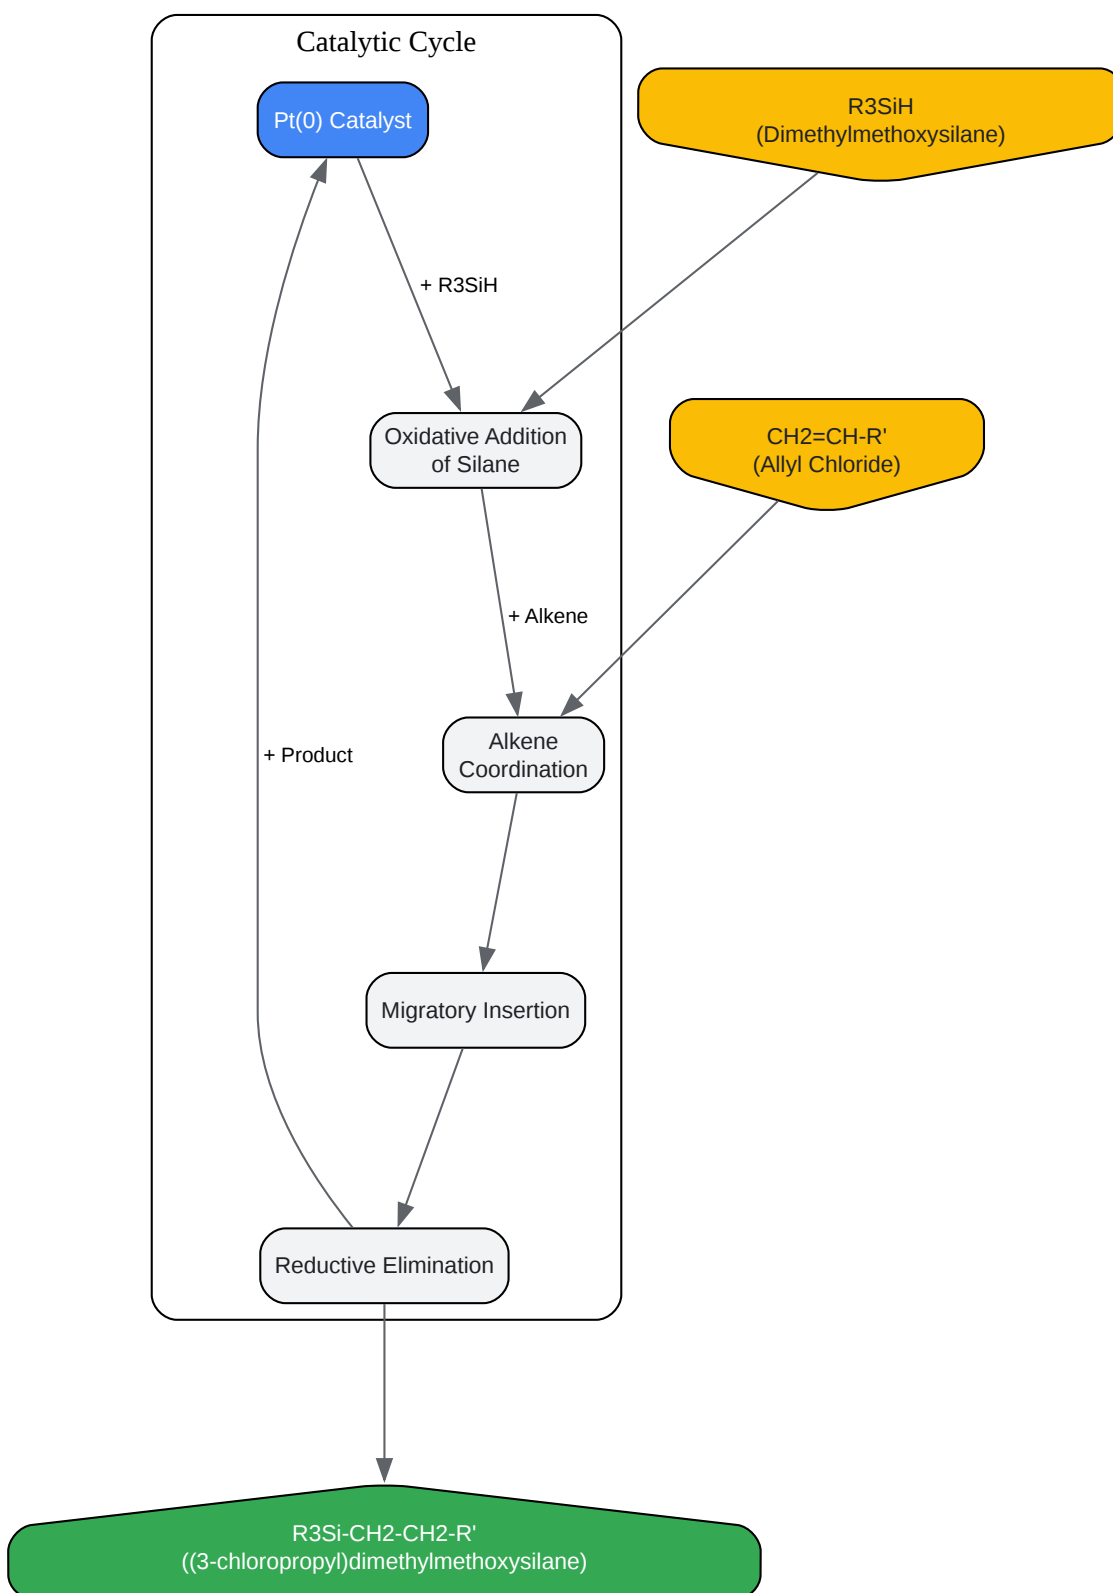 Catalytic Cycle
Pt(0) Catalyst
R3SiH
(Dimethylmethoxysilane)
+ R3SiH
Oxidative Addition
of Silane
CH2=CH-R'
(Allyl Chloride)
+ Alkene
Alkene
Coordination
+ Product
Migratory Insertion
Reductive Elimination
R3Si-CH2-CH2-R'
((3-chloropropyl)dimethylmethoxysilane)